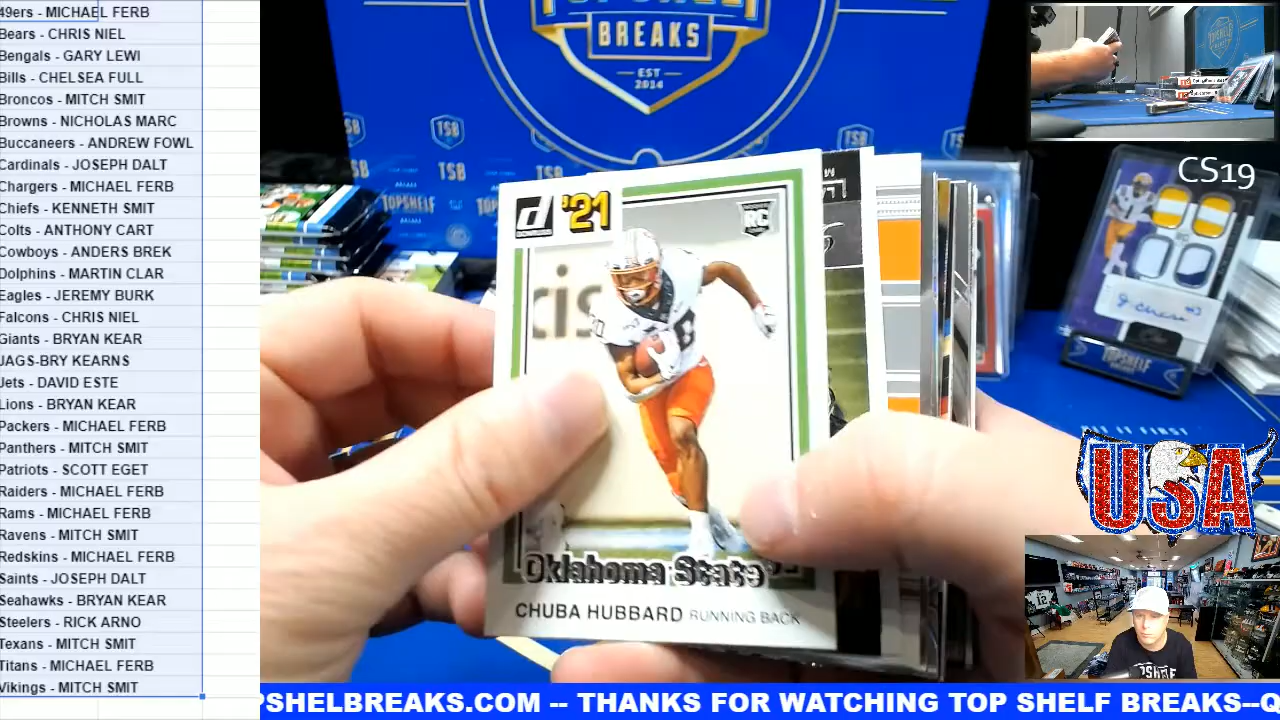 49ers - MICHAEL FERB
Bears - CHRIS NIEL
Bengals - GARY LEWI
Bills - CHELSEA FULL
Broncos - MITCH SMIT
Browns - NICHOLAS MARC
Buccaneers - ANDREW FOWL
Cardinals - JOSEPH DALT
Chargers - MICHAEL FERB
Chiefs - KENNETH SMIT
Colts - ANTHONY CART
Cowboys - ANDERS BREK
Dolphins - MARTIN CLAR
Eagles - JEREMY BURK
Falcons - CHRIS NIEL
Giants - BRYAN KEAR
JAGS-BRY KEARNS
Jets - DAVID ESTE
Lions - BRYAN KEAR
Packers - MICHAEL FERB
Panthers - MITCH SMIT
Patriots - SCOTT EGET
Raiders - MICHAEL FERB
Rams - MICHAEL FERB
Ravens - MITCH SMIT
Redskins - MICHAEL FERB
Saints - JOSEPH DALT
Seahawks - BRYAN KEAR
Steelers - RICK ARNO
Texans - MITCH SMIT
Titans - MICHAEL FERB
Vikings - MITCH SMIT
BREAKS
EST
2014
TSB
TSB
TSB
TOPSHELF
'21
RC
cis
Oklahoma State
CHUBA HUBBARD RUNNING BACK
CS19
TOPSHELF
USA
PSHELBREAKS.COM -- THANKS FOR WATCHING TOP SHELF BREAKS--Q